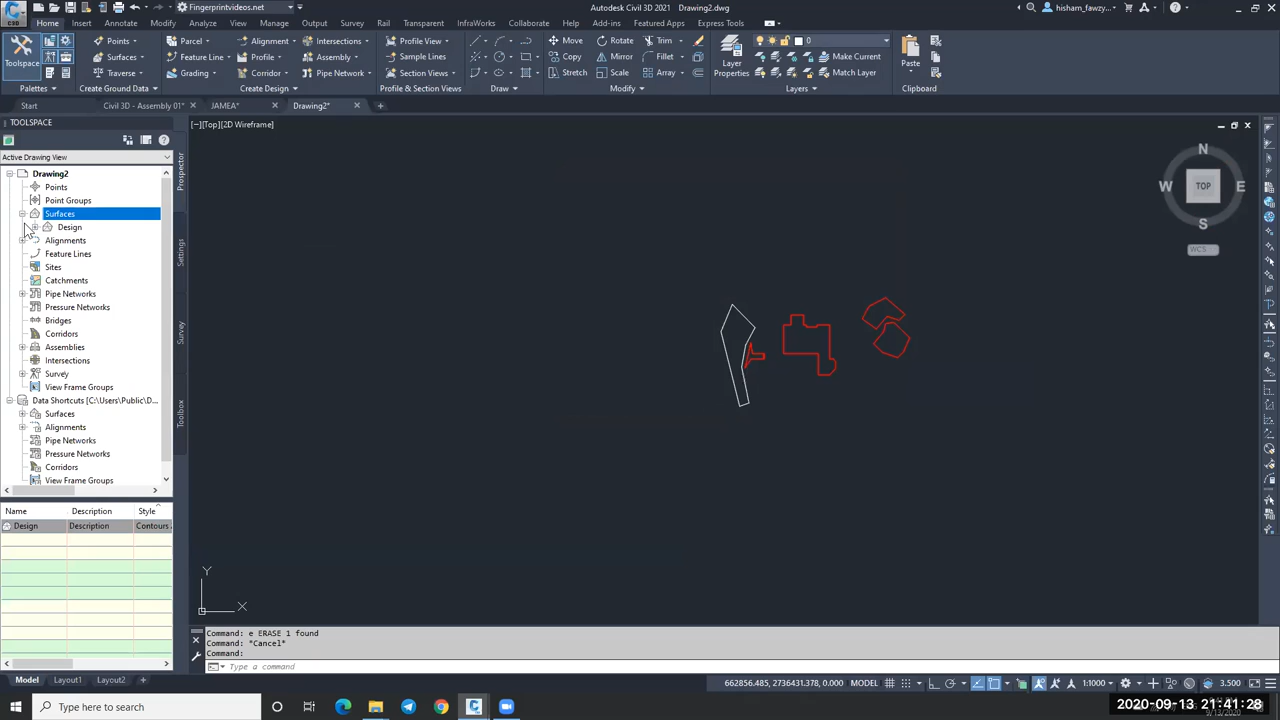 Fingerprintvideos.net
Autodesk Civil 3D 2021 Drawing2.dwg
hisham_fawzy...
Home Insert Annotate Modify Analyze View Manage Output Survey Rail Transparent InfraWorks Collaborate Help Add-ins Featured Apps Express Tools
Points Parcel Alignment Intersections Profile View Move Rotate Trim 0
Surfaces Feature Line Profile Assembly Sample Lines Copy Mirror Fillet Make Current
Traverse Grading Corridor Pipe Network Section Views Stretch Scale Array Match Layer
Toolspace Layer Properties Paste
Palettes Create Ground Data Create Design Profile & Section Views Draw Modify Layers Clipboard
Start Civil 3D - Assembly 01* JAMEA* Drawing2*
TOOLSPACE
[−][Top][2D Wireframe]
Active Drawing View
Drawing2
Points
Point Groups
Surfaces
Design
Alignments
Feature Lines
Sites
Catchments
Pipe Networks
Pressure Networks
Bridges
Corridors
Assemblies
Intersections
Survey
View Frame Groups
Data Shortcuts [C:\Users\Public\D...
Surfaces
Alignments
Pipe Networks
Pressure Networks
Corridors
View Frame Groups
Prospector
Settings
Survey
Toolbox
N
W TOP E
S
WCS
Name Description Style
Design Description Contours
Y
X
Command: e ERASE 1 found
Command: *Cancel*
Command:
Type a command
Model Layout1 Layout2
662856.485, 2736431.378, 0.000 MODEL 1:1000 3.500
Type here to search
2020-09-13 21:41:28
9/13/2020